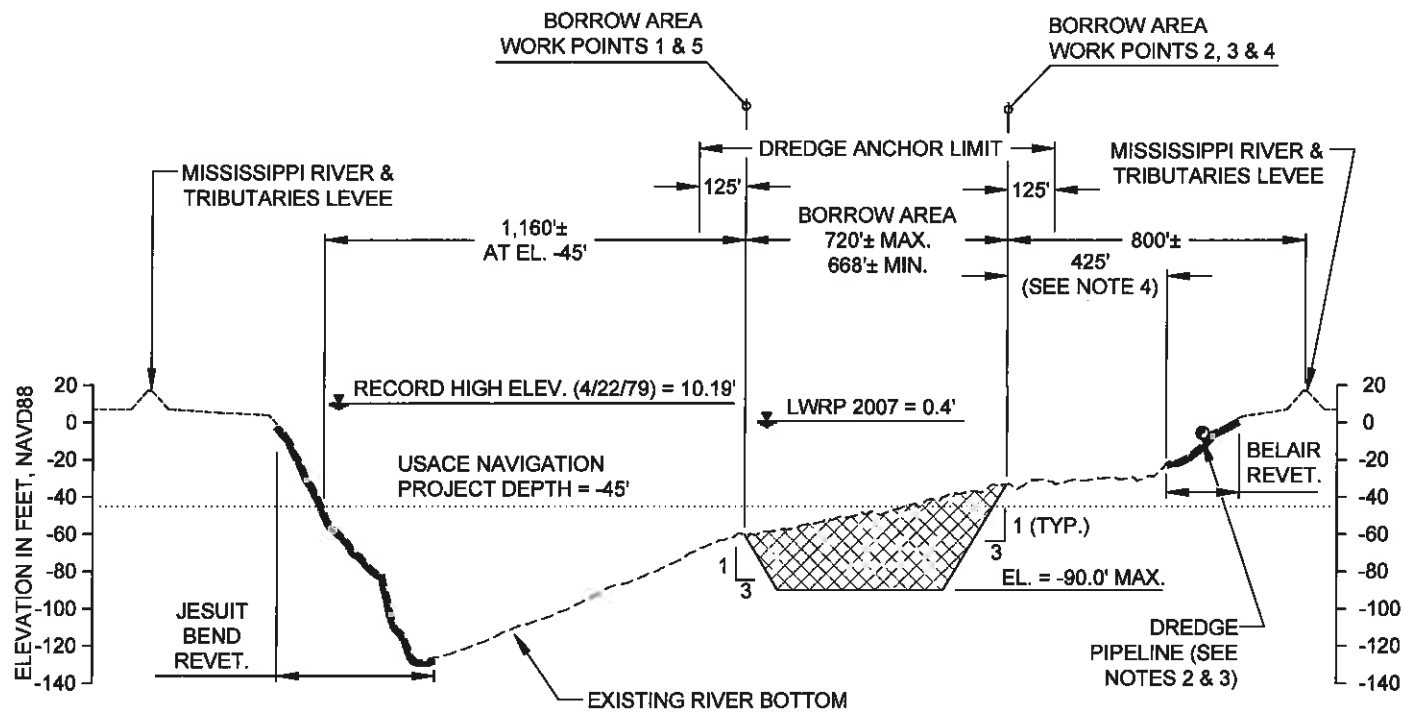 BORROW AREA
WORK POINTS 1 & 5
BORROW AREA
WORK POINTS 2, 3 & 4
DREDGE ANCHOR LIMIT
MISSISSIPPI RIVER &
TRIBUTARIES LEVEE
MISSISSIPPI RIVER &
TRIBUTARIES LEVEE
125'
125'
1,160'±
AT EL. -45'
BORROW AREA
720'± MAX.
668'± MIN.
800'±
425'
(SEE NOTE 4)
RECORD HIGH ELEV. (4/22/79) = 10.19'
LWRP 2007 = 0.4'
USACE NAVIGATION
PROJECT DEPTH = -45'
BELAIR
REVET.
1 (TYP.)
3
1
3
EL. = -90.0' MAX.
JESUIT
BEND
REVET.
DREDGE
PIPELINE (SEE
NOTES 2 & 3)
EXISTING RIVER BOTTOM
ELEVATION IN FEET, NAVD88
20
0
-20
-40
-60
-80
-100
-120
-140
20
0
-20
-40
-60
-80
-100
-120
-140